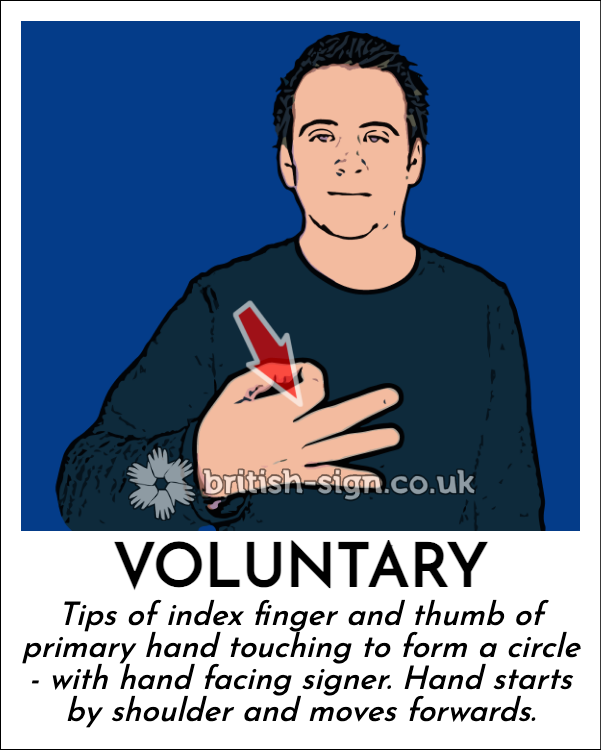 british-sign.co.uk
VOLUNTARY
Tips of index finger and thumb of
primary hand touching to form a circle
- with hand facing signer. Hand starts
by shoulder and moves forwards.